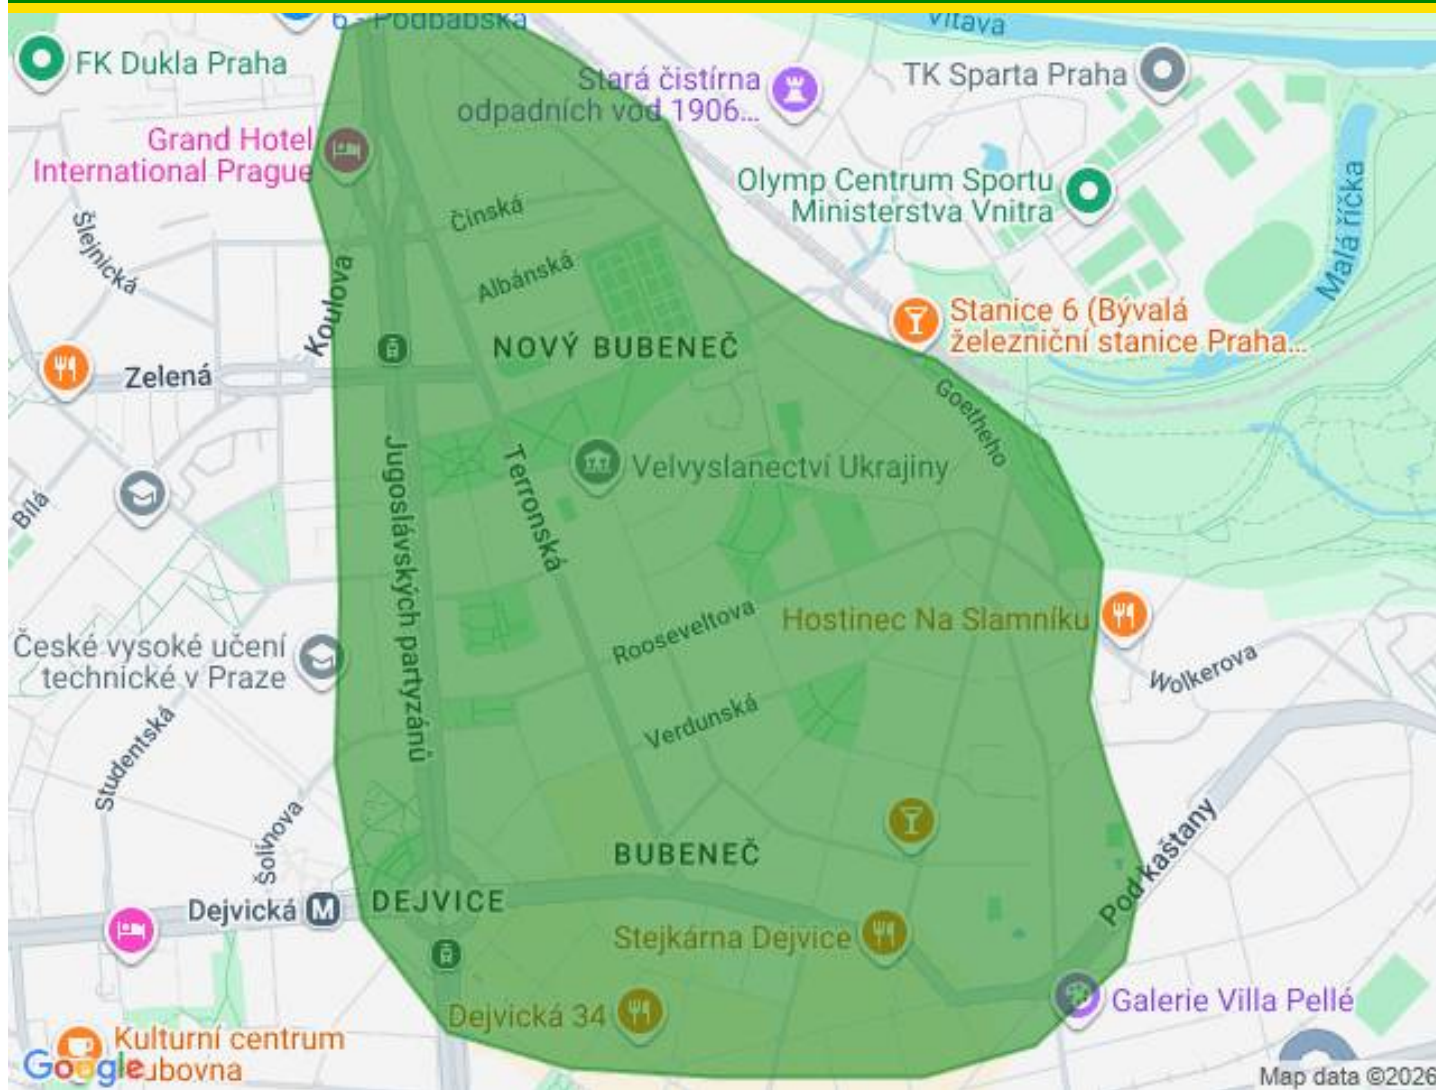 6 - Podbabská
Vltava
FK Dukla Praha
Stará čistírna
odpadních vod 1906...
TK Sparta Praha
Grand Hotel
International Prague
Olymp Centrum Sportu
Ministerstva Vnitra
Malá říčka
Šlejnická
Čínská
Albánská
Koulova
Stanice 6 (Bývalá
železniční stanice Praha...
NOVÝ BUBENEČ
Zelená
Goetheho
Jugoslávských partyzánů
Terronská
Velvyslanectví Ukrajiny
Bílá
Rooseveltova
Hostinec Na Slamníku
České vysoké učení
technické v Praze
Wolkerova
Verdunská
Studentská
Šolínova
BUBENEČ
Pod kaštany
Dejvická M
DEJVICE
Stejkárna Dejvice
Dejvická 34
Galerie Villa Pellé
Kulturní centrum
ubovna
Google
Map data ©2026